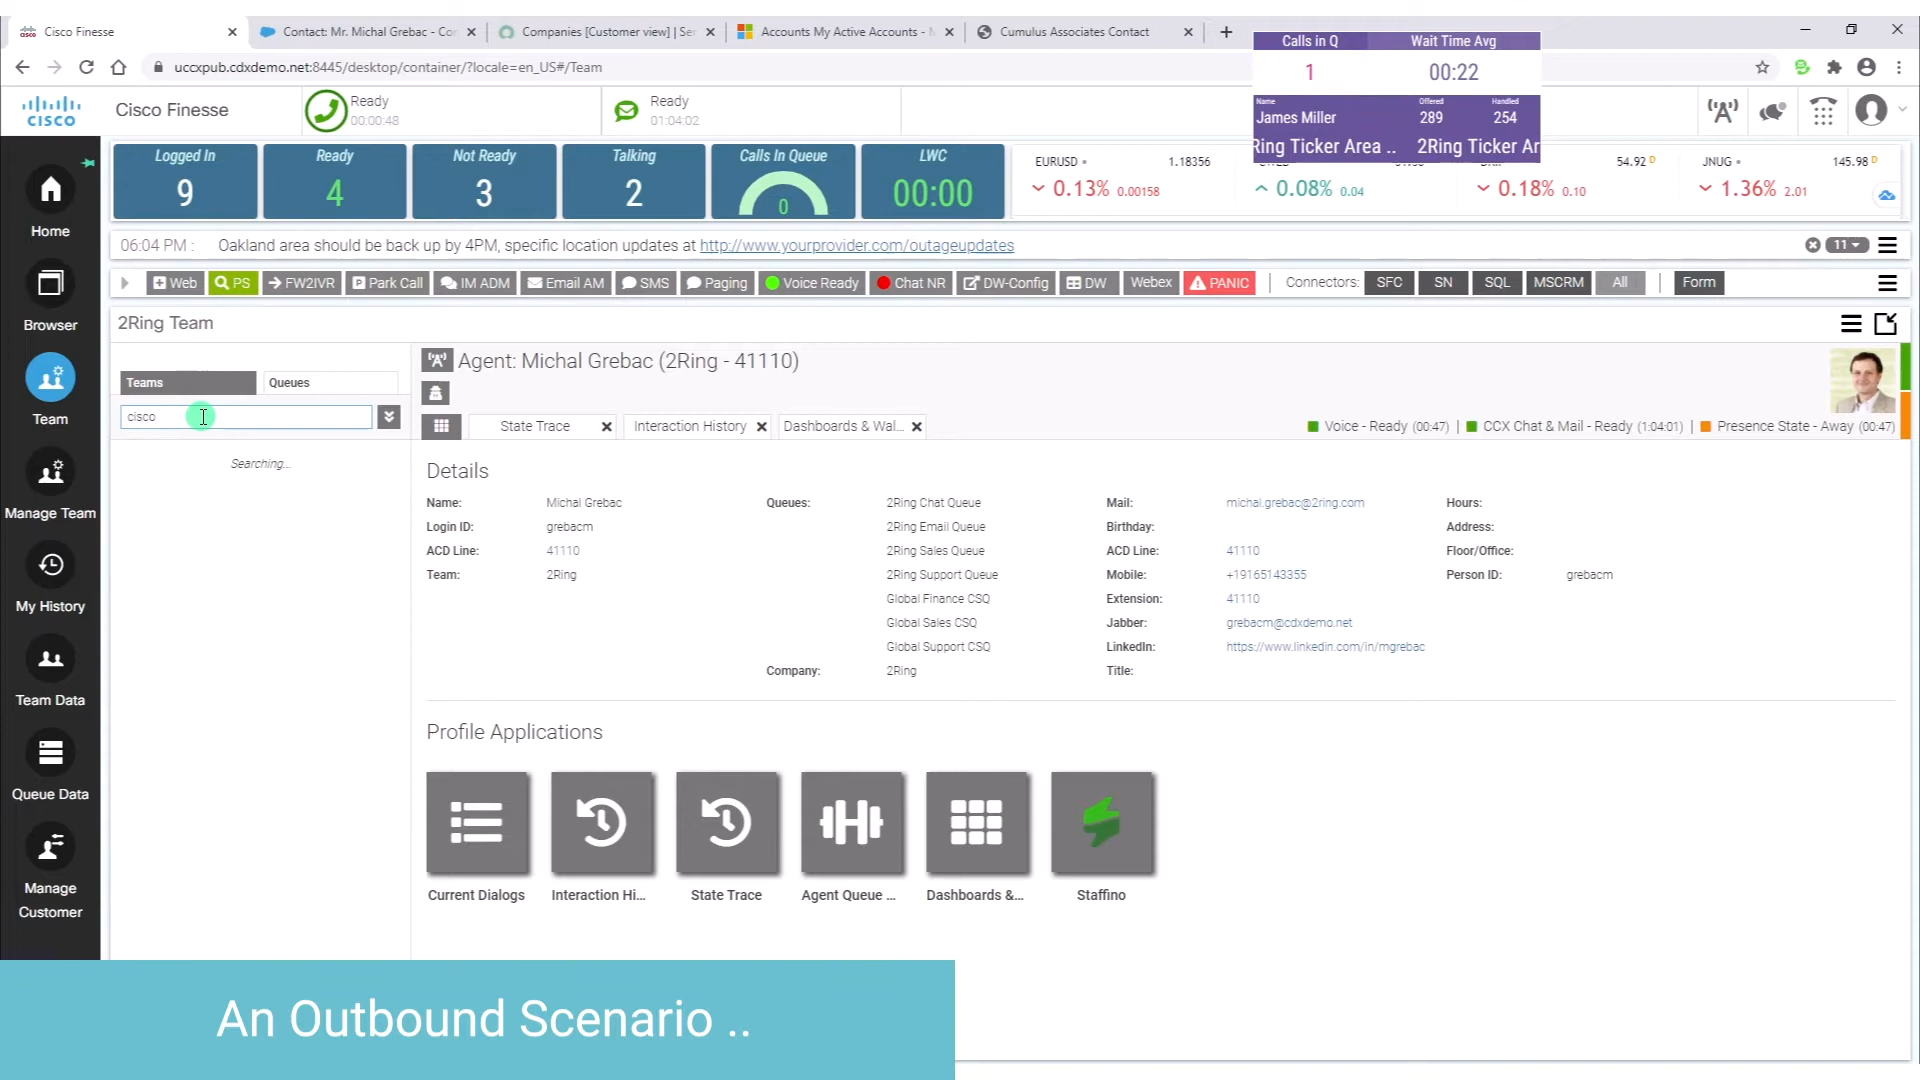 Cisco Finesse
Contact: Mr. Michal Grebac - Con
Companies [Customer view] | Ser
Accounts My Active Accounts - M
Cumulus Associates Contact
uccxpub.cdxdemo.net:8445/desktop/container/?locale=en_US#/Team
Calls in Q Wait Time Avg
1 00:22
Name Offered Handled
James Miller 289 254
Ring Ticker Area .. 2Ring Ticker Ar
CISCO
Cisco Finesse
Ready
00:00:48
Ready
01:04:02
Logged In
9
Ready
4
Not Ready
3
Talking
2
Calls In Queue
0
LWC
00:00
EURUSD 1.18356
0.13% 0.00158
0.08% 0.04
54.92 D
0.18% 0.10
JNUG 145.98 D
1.36% 2.01
06:04 PM : Oakland area should be back up by 4PM, specific location updates at http://www.yourprovider.com/outageupdates
11
Web PS FW2IVR Park Call IM ADM Email AM SMS Paging Voice Ready Chat NR DW-Config DW Webex PANIC Connectors: SFC SN SQL MSCRM All Form
Home
Browser
Team
Manage Team
My History
Team Data
Queue Data
Manage
Customer
2Ring Team
Teams Queues
cisco
Searching...
Agent: Michal Grebac (2Ring - 41110)
State Trace Interaction History Dashboards & Wal...
Voice - Ready (00:47) | CCX Chat & Mail - Ready (1:04:01) | Presence State - Away (00:47)
Details
Name: Michal Grebac
Login ID: grebacm
ACD Line: 41110
Team: 2Ring
Queues: 2Ring Chat Queue
2Ring Email Queue
2Ring Sales Queue
2Ring Support Queue
Global Finance CSQ
Global Sales CSQ
Global Support CSQ
Company: 2Ring
Mail: michal.grebac@2ring.com
Birthday:
ACD Line: 41110
Mobile: +19165143355
Extension: 41110
Jabber: grebacm@cdxdemo.net
LinkedIn: https://www.linkedin.com/in/mgrebac
Title:
Hours:
Address:
Floor/Office:
Person ID: grebacm
Profile Applications
Current Dialogs
Interaction Hi...
State Trace
Agent Queue ...
Dashboards &...
Staffino
An Outbound Scenario ..